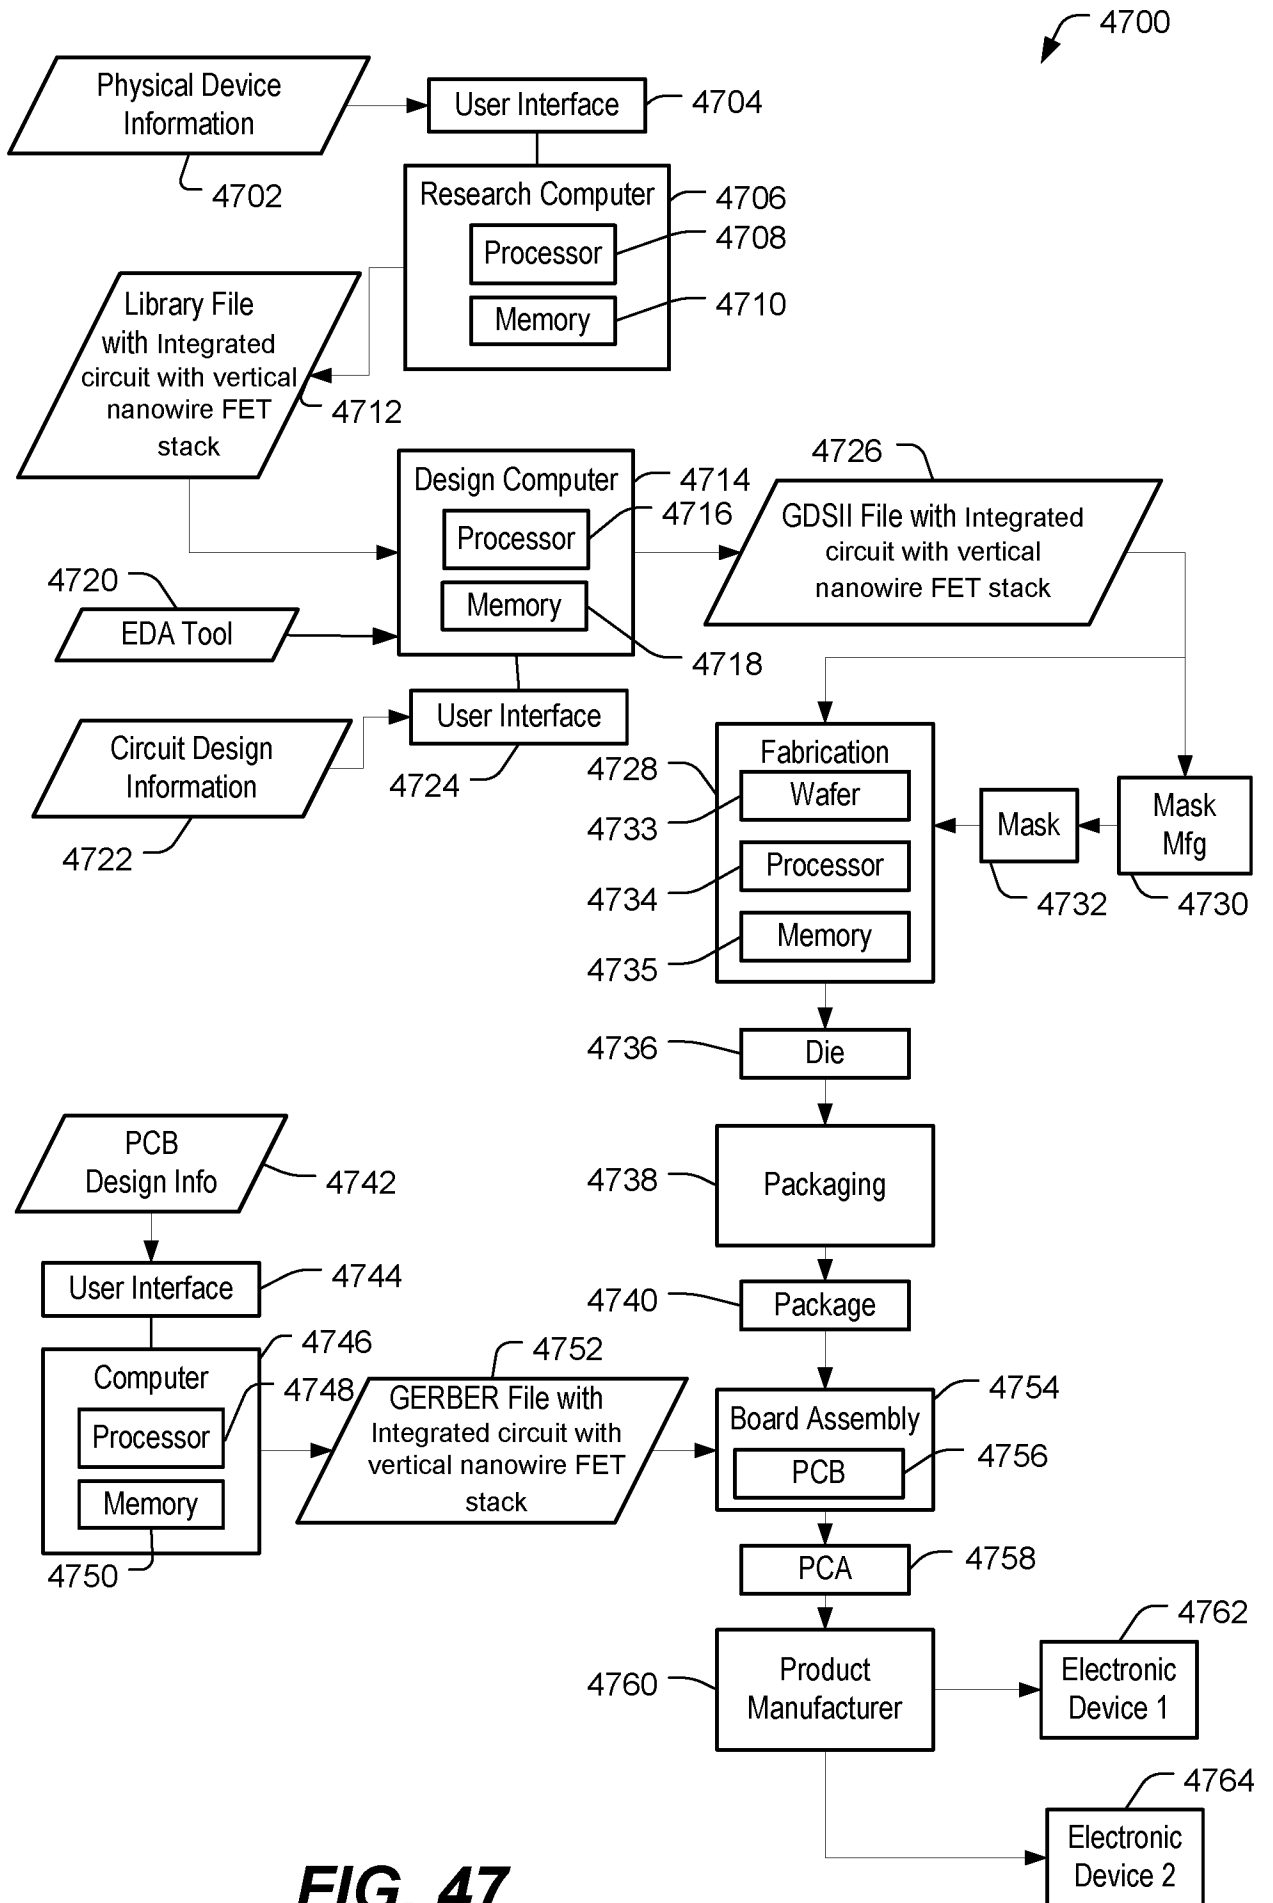 4700
Physical Device
Information
4702
User Interface
4704
Research Computer
4706
Processor
4708
Memory
4710
Library File
with Integrated
circuit with vertical
nanowire FET
stack
4712
Design Computer
4714
Processor
4716
Memory
4718
4720
EDA Tool
Circuit Design
Information
4722
User Interface
4724
4726
GDSII File with Integrated
circuit with vertical
nanowire FET stack
Fabrication
4728
Wafer
4733
Processor
4734
Memory
4735
Mask
4732
Mask
Mfg
4730
4736
Die
4738
Packaging
4740
Package
PCB
Design Info
4742
User Interface
4744
4746
Computer
Processor
4748
Memory
4750
4752
GERBER File with
Integrated circuit with
vertical nanowire FET
stack
Board Assembly
4754
PCB
4756
PCA
4758
4760
Product
Manufacturer
4762
Electronic
Device 1
4764
Electronic
Device 2
FIG. 47